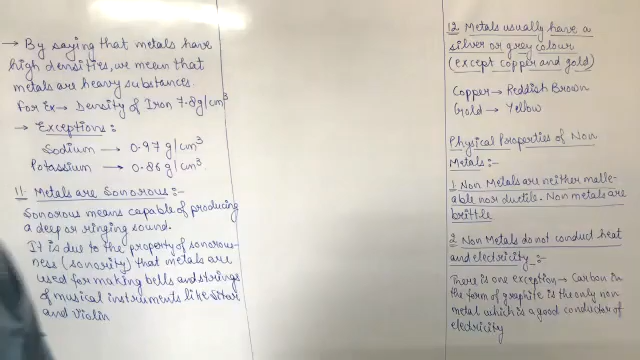 → By saying that metals have
high densities, we mean that
metals are heavy substances.
For Ex → Density of Iron 7.8g/cm³
→ Exceptions:
Sodium → 0.97 g/cm³
Potassium → 0.86 g/cm³
11 Metals are Sonorous:-
Sonorous means capable of producing
a deep or ringing sound.
It is due to the property of sonorous-
ness (sonority) that metals are
used for making bells and strings
of musical instruments like Sitar
and Violin
12 Metals usually have a
silver or grey colour
(except copper and gold)
Copper → Reddish Brown
Gold → Yellow
Physical Properties of Non
Metals:-
1 Non Metals are neither malle-
able nor ductile. Non metals are
brittle
2 Non Metals do not conduct heat
and electricity:-
There is one exception → Carbon in
the form of graphite is the only non
metal which is a good conductor of
electricity